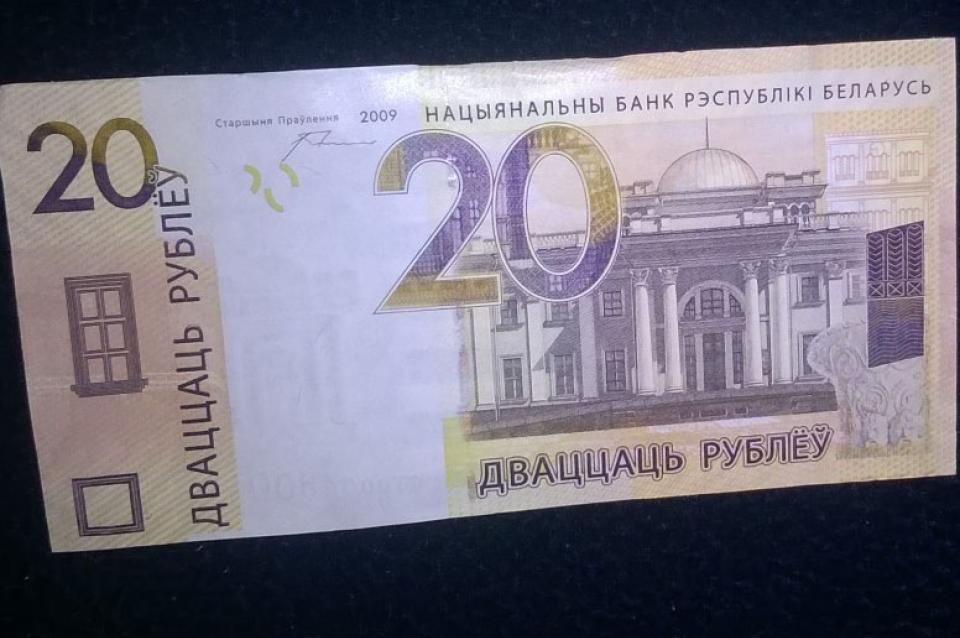 20
Старшыня Праўлення 2009
НАЦЫЯНАЛЬНЫ БАНК РЭСПУБЛІКІ БЕЛАРУСЬ
20
ДВАЦЦАЦЬ РУБЛЁЎ
ДВАЦЦАЦЬ РУБЛЁЎ